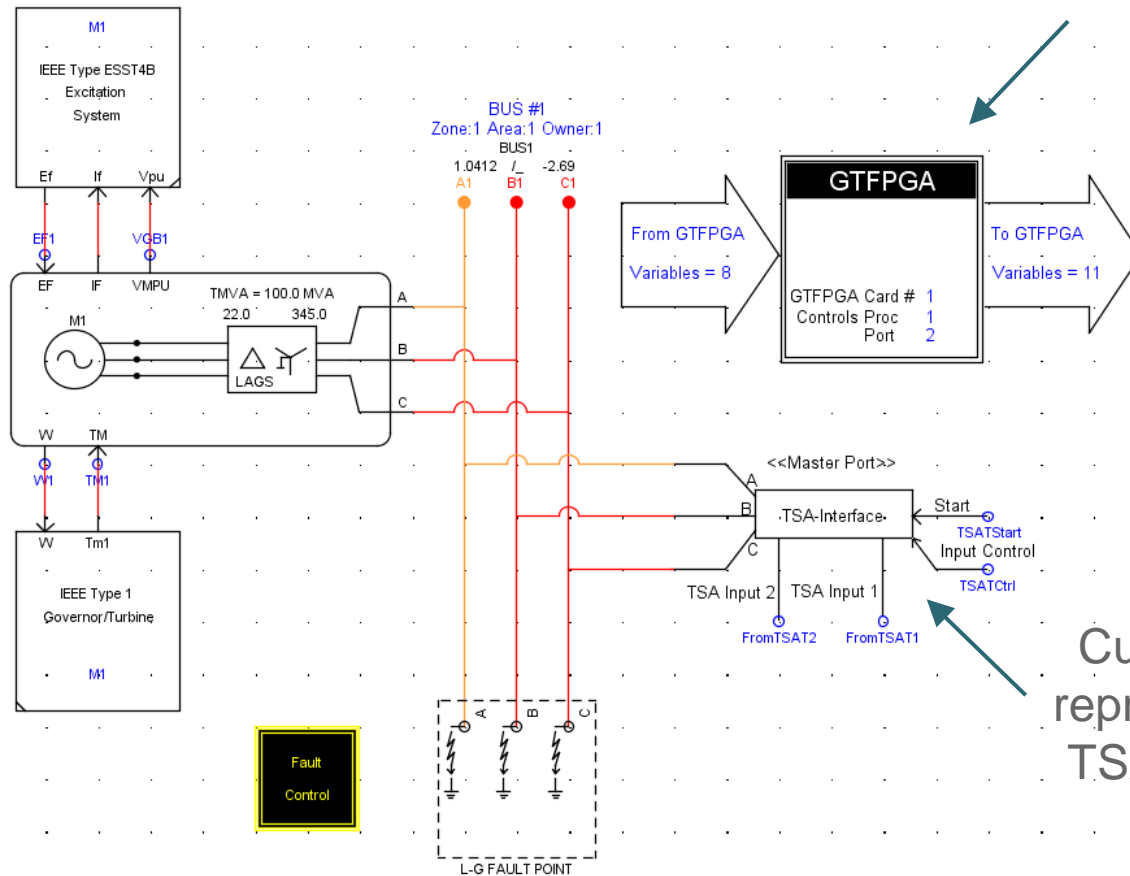 M1
IEEE Type ESST4B
Excitation
System
Ef If Vpu
EF1 VGB1
EF IF VMPU
TMVA = 100.0 MVA
22.0 345.0
M1
LAGS
A
B
C
W TM
W1 TM1
W Tm1
IEEE Type 1
Governor/Turbine
M1
BUS #1
Zone:1 Area:1 Owner:1
BUS1
1.0412 /_ -2.69
A1 B1 C1
GTFPGA
From GTFPGA
Variables = 8
GTFPGA Card # 1
Controls Proc 1
Port 2
To GTFPGA
Variables = 11
<<Master Port>>
A
B
C
TSA-Interface
Start
TSATStart
Input Control
TSATCtrl
TSA Input 2 TSA Input 1
FromTSAT2 FromTSAT1
Fault
Control
A B C
L-G FAULT POINT